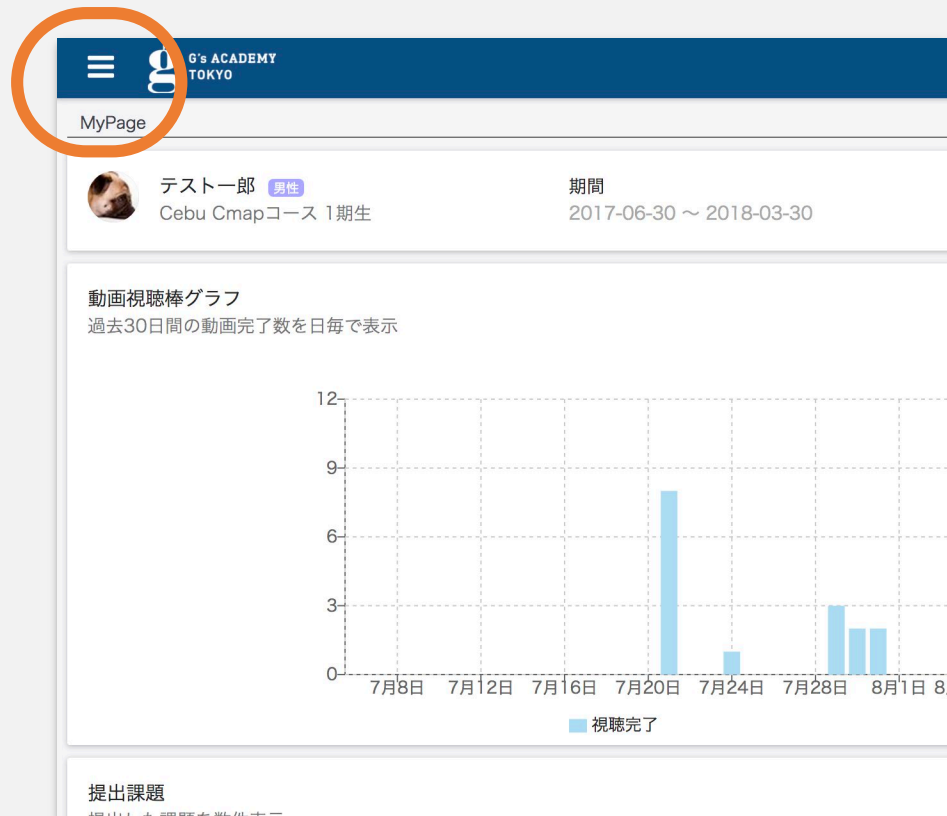 G's ACADEMY
TOKYO
MyPage
テスト一郎 男性
Cebu Cmapコース 1期生
期間
2017-06-30 ～ 2018-03-30
動画視聴棒グラフ
過去30日間の動画完了数を日毎で表示
12
9
6
3
0
7月8日 7月12日 7月16日 7月20日 7月24日 7月28日 8月1日 8
視聴完了
提出課題